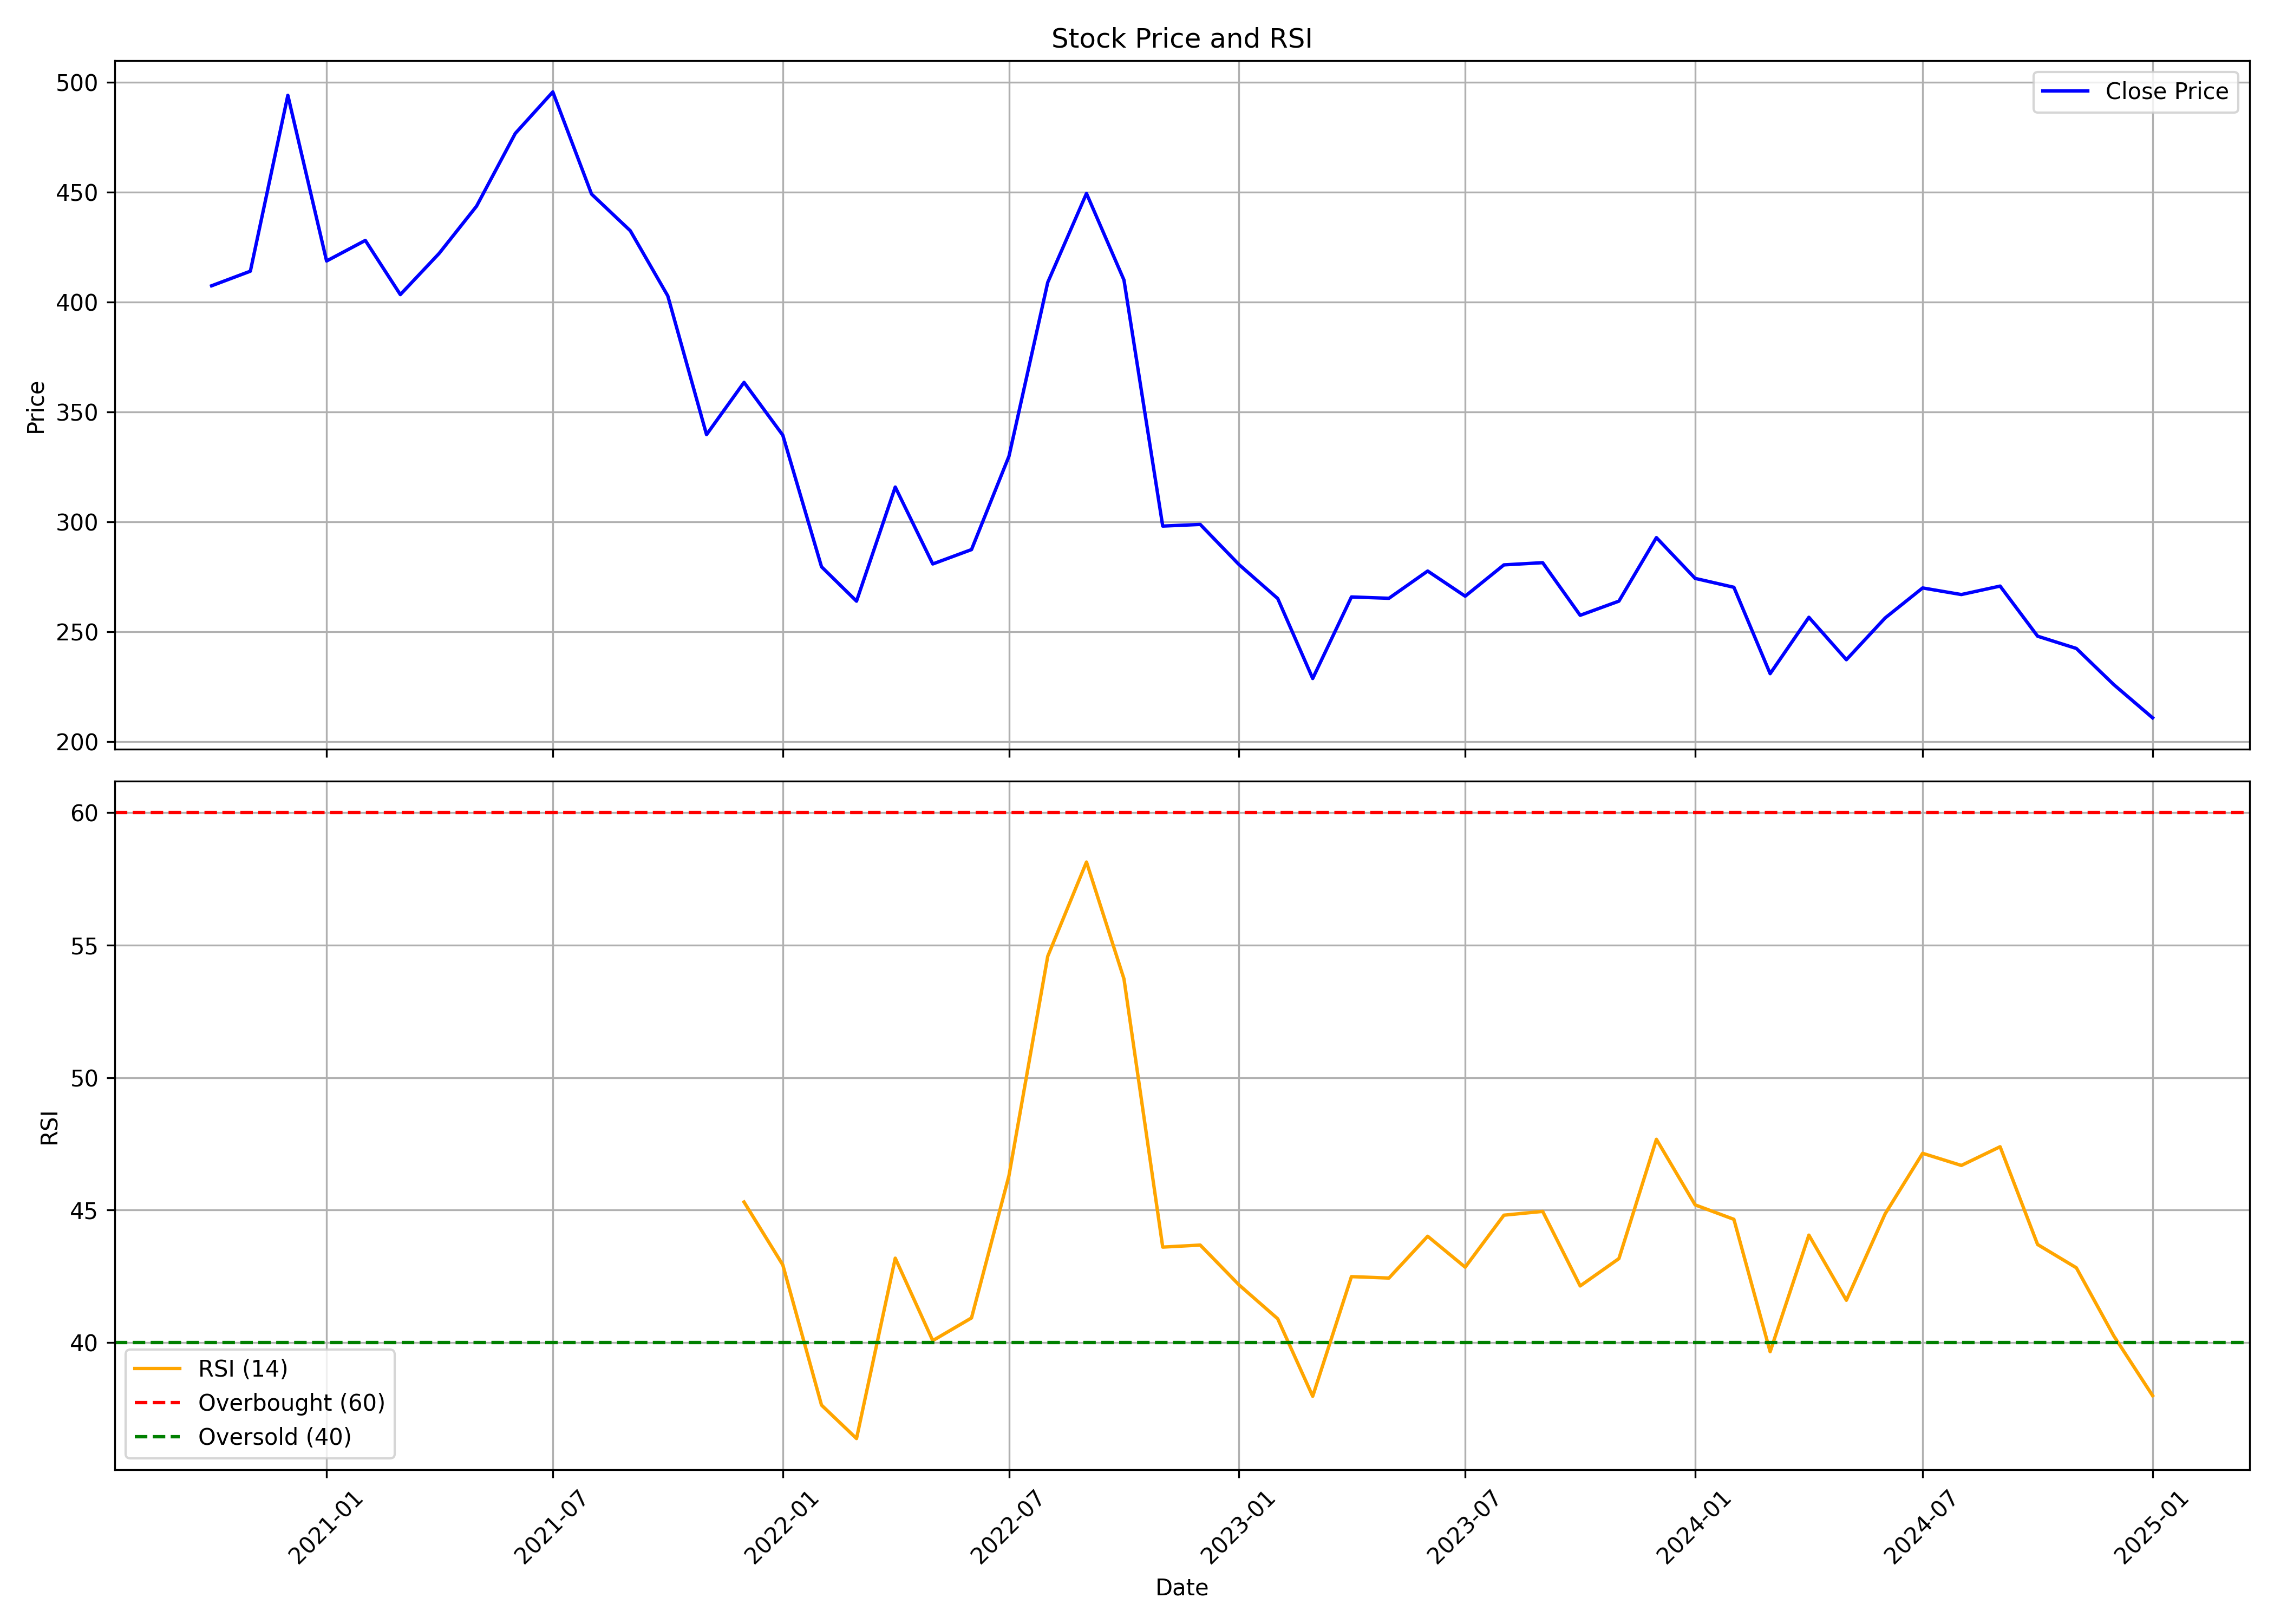 Stock Price and RSI
500
450
400
350
300
250
200
Price
Close Price
60
55
50
45
40
RSI
RSI (14)
Overbought (60)
Oversold (40)
2021-01
2021-07
2022-01
2022-07
2023-01
2023-07
2024-01
2024-07
2025-01
Date